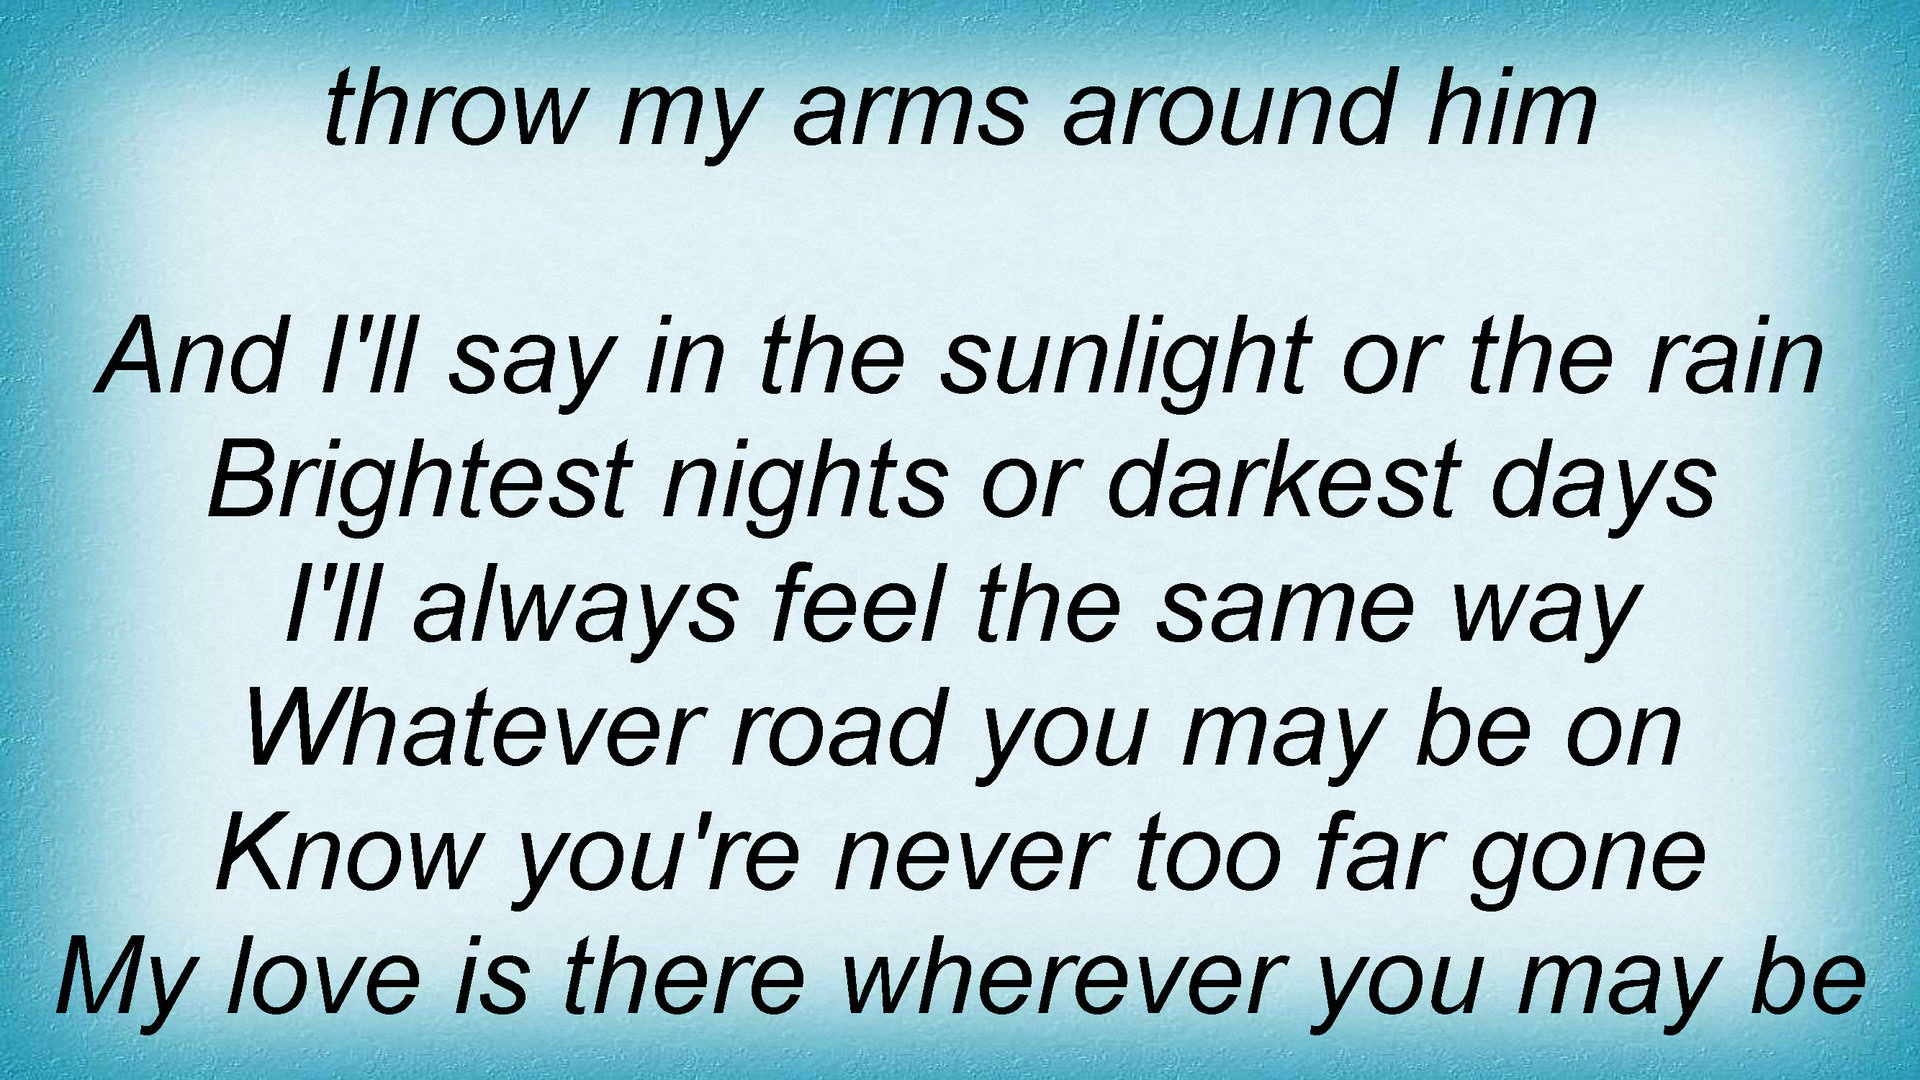 throw my arms around him
And I'll say in the sunlight or the rain
Brightest nights or darkest days
I'll always feel the same way
Whatever road you may be on
Know you're never too far gone
My love is there wherever you may be